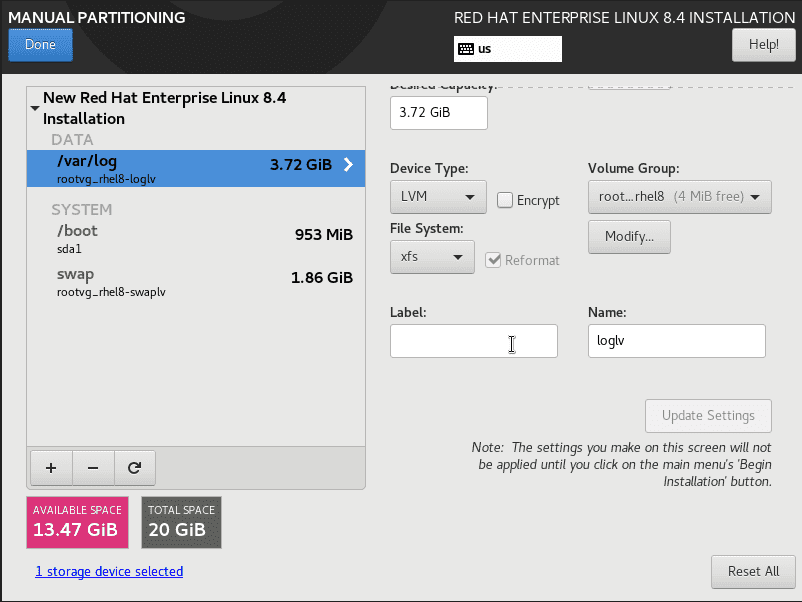 MANUAL PARTITIONING
RED HAT ENTERPRISE LINUX 8.4 INSTALLATION
Done
us
Help!
New Red Hat Enterprise Linux 8.4
Installation
DATA
/var/log
3.72 GiB
rootvg_rhel8-loglv
SYSTEM
/boot
953 MiB
sda1
swap
1.86 GiB
rootvg_rhel8-swaplv
+ −
AVAILABLE SPACE
13.47 GiB
TOTAL SPACE
20 GiB
1 storage device selected
Desired Capacity:
3.72 GiB
Device Type:
Volume Group:
LVM
Encrypt
root...rhel8 (4 MiB free)
File System:
Modify...
xfs
Reformat
Label:
Name:
loglv
Update Settings
Note: The settings you make on this screen will not
be applied until you click on the main menu's 'Begin
Installation' button.
Reset All